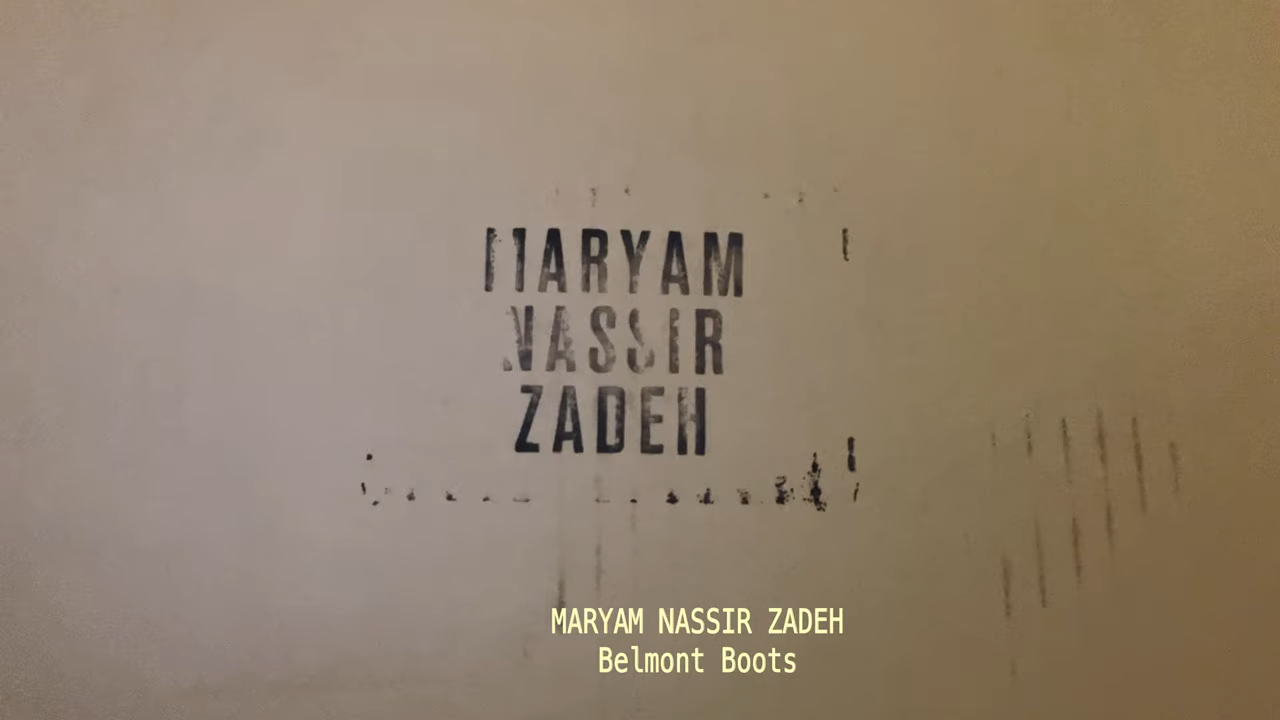 MARYAM
NASSIR
ZADEH
MARYAM NASSIR ZADEH
Belmont Boots